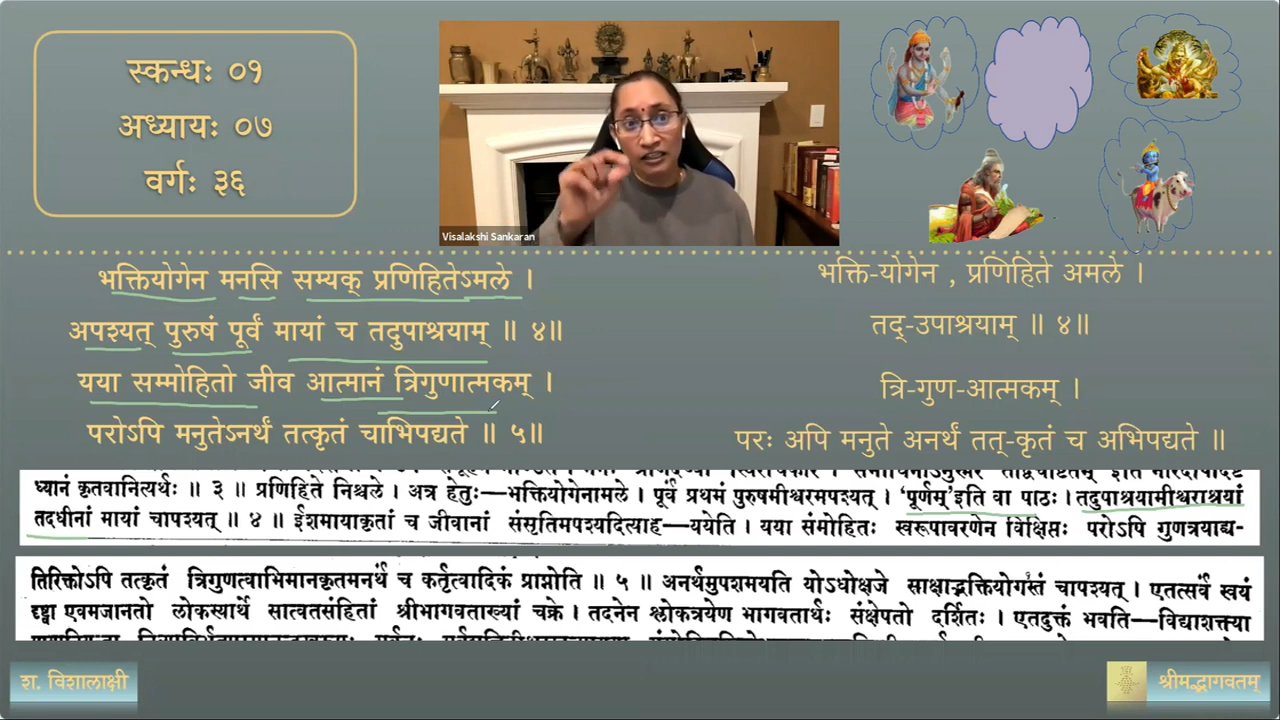 स्कन्धः ०१
अध्यायः ०७
वर्गः ३६
Visalakshi Sankaran
भक्तियोगेन मनसि सम्यक् प्रणिहितेऽमले ।
अपश्यत् पुरुषं पूर्वं मायां च तदुपाश्रयाम् ॥ ४॥
यया सम्मोहितो जीव आत्मानं त्रिगुणात्मकम् ।
परोऽपि मनुतेऽनर्थं तत्कृतं चाभिपद्यते ॥ ५॥
भक्ति-योगेन , प्रणिहिते अमले ।
तद्-उपाश्रयाम् ॥ ४॥
त्रि-गुण-आत्मकम् ।
परः अपि मनुते अनर्थं तत्-कृतं च अभिपद्यते ॥
ध्यानं कृतवानित्यर्थः ॥ ३ ॥ प्रणिहिते निश्चले । अत्र हेतुः—भक्तियोगेनामले । पूर्वं प्रथमं पुरुषमीश्वरमपश्यत् । 'पूर्णम्'इति वा पाठः । तदुपाश्रयामीश्वराश्रयां
तदधीनां मायां चापश्यत् ॥ ४ ॥ ईशमायाकृतां च जीवानां संसृतिमपश्यदित्याह—ययेति । यया संमोहितः स्वरूपावरणेन विक्षिप्तः परोऽपि गुणत्रयाद्य-
तिरिक्तोऽपि तत्कृतं त्रिगुणत्वाभिमानकृतमनर्थं च कर्तृत्वादिकं प्राप्नोति ॥ ५ ॥ अनर्थमुपशमयति योऽधोक्षजे साक्षाद्भक्तियोगस्तं चापश्यत् । एतत्सर्वं स्वयं
दृष्ट्वा एवमजानतो लोकस्यार्थे सात्वतसंहितां श्रीभागवताख्यां चक्रे । तदनेन श्लोकत्रयेण भागवतार्थः संक्षेपतो दर्शितः । एतदुक्तं भवति—विद्याशक्त्या
श. विशालाक्षी
श्रीमद्भागवतम्